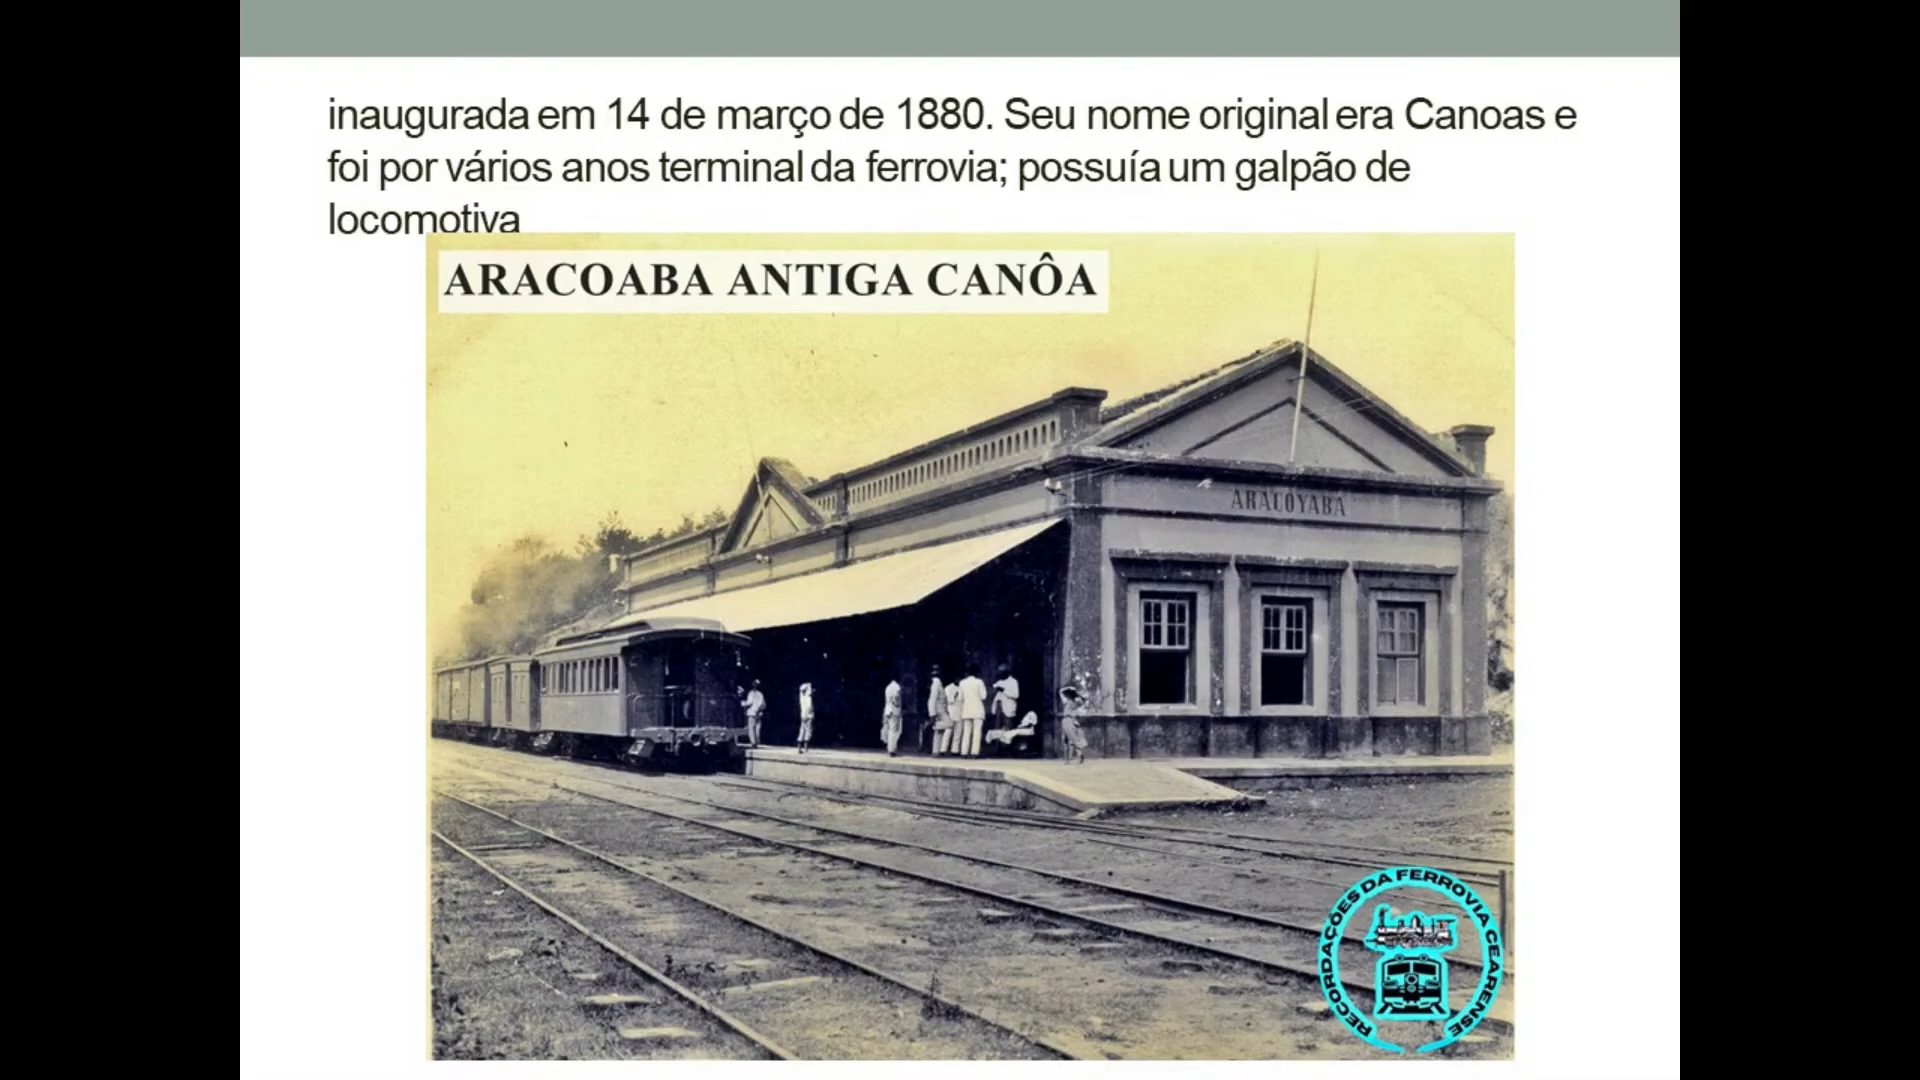 inaugurada em 14 de março de 1880. Seu nome original era Canoas e
foi por vários anos terminal da ferrovia; possuía um galpão de
locomotiva
ARACOABA ANTIGA CANÔA
ARACOYABA
RECORDAÇÕES DA FERROVIA CEARENSE